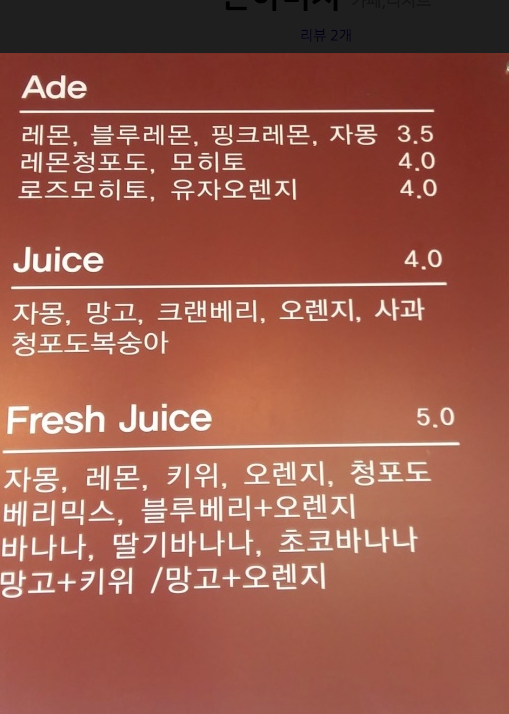 카페,디저트
리뷰 2개
Ade
레몬, 블루레몬, 핑크레몬, 자몽 3.5
레몬청포도, 모히토 4.0
로즈모히토, 유자오렌지 4.0
Juice 4.0
자몽, 망고, 크랜베리, 오렌지, 사과
청포도복숭아
Fresh Juice 5.0
자몽, 레몬, 키위, 오렌지, 청포도
베리믹스, 블루베리+오렌지
바나나, 딸기바나나, 초코바나나
망고+키위 /망고+오렌지